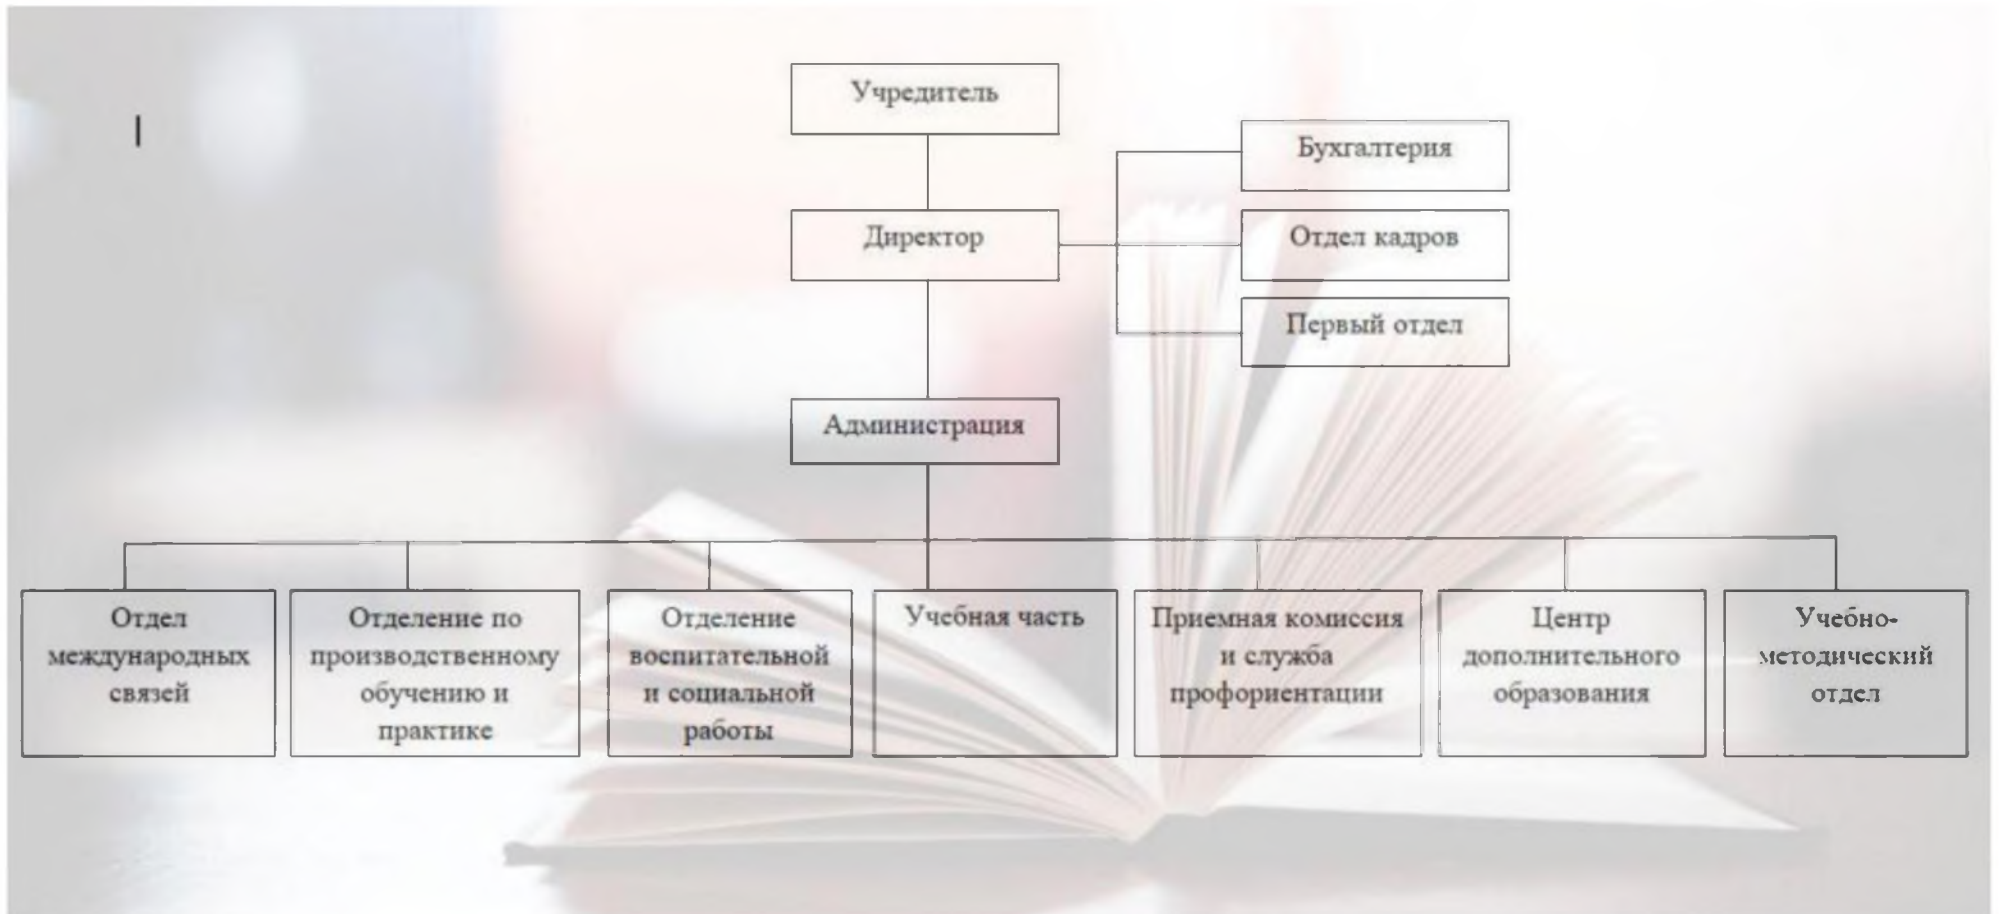 Учредитель
Бухгалтерия
Директор
Отдел кадров
Первый отдел
Администрация
Отдел
международных
связей
Отделение по
производственному
обучению и
практике
Отделение
воспитательной
и социальной
работы
Учебная часть
Приемная комиссия
и служба
профориентации
Центр
дополнительного
образования
Учебно-
методический
отдел